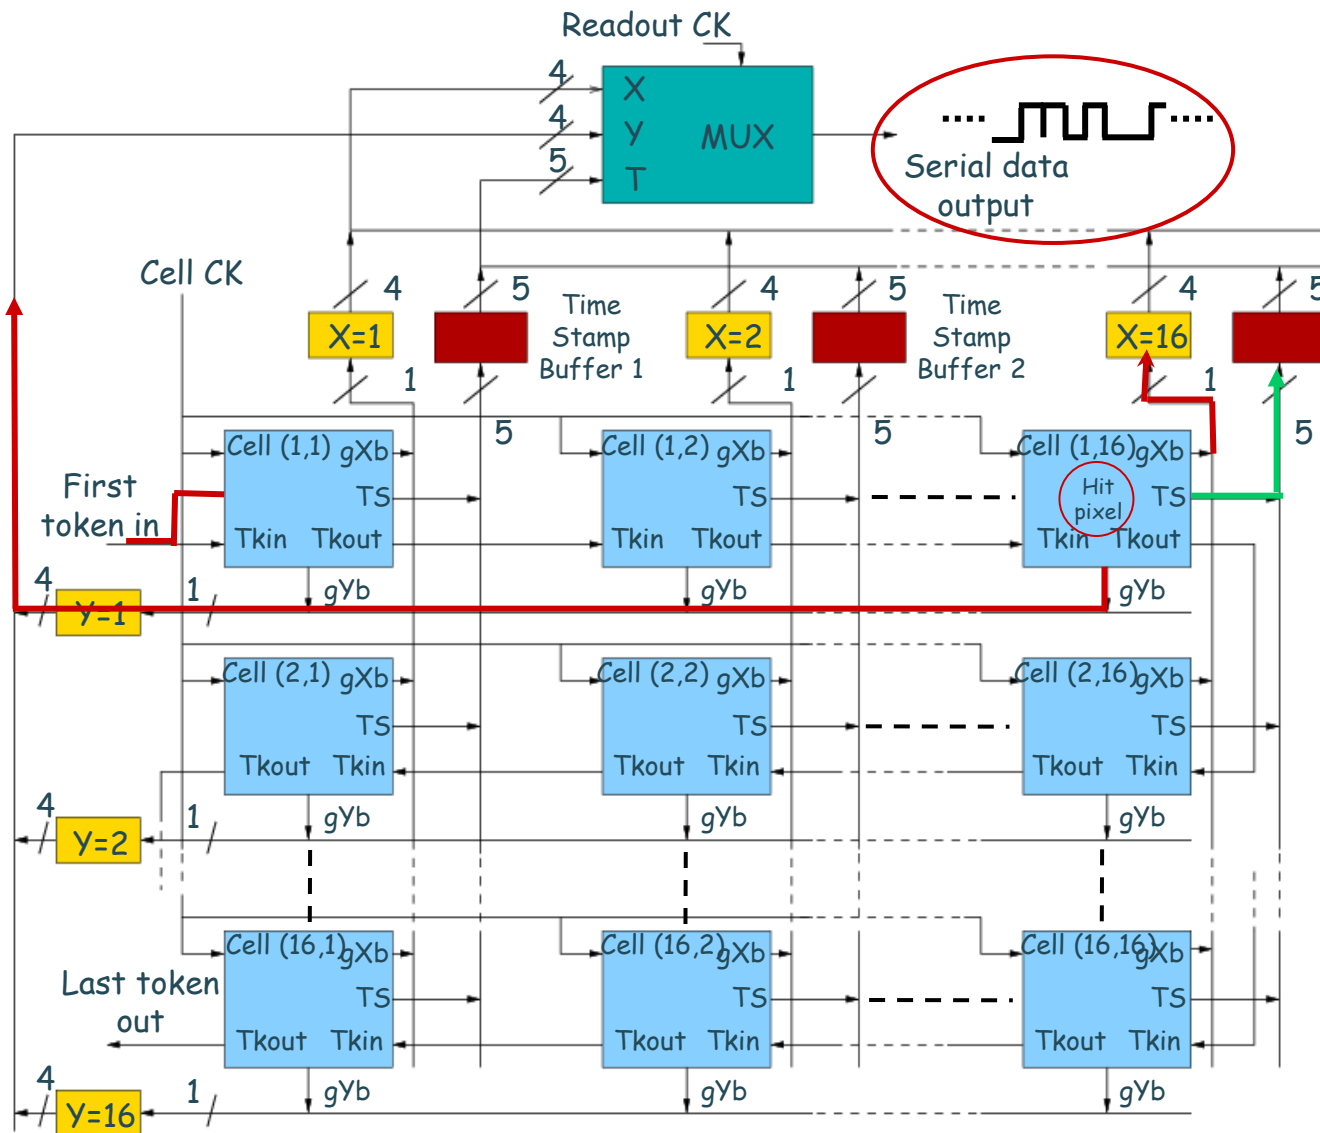 Readout CK
4
X
4
Y
MUX
5
T
Serial data
output
Cell CK
4
5
4
5
4
5
X=1
Time
Stamp
Buffer 1
X=2
Time
Stamp
Buffer 2
X=16
1
1
1
5
5
5
Cell (1,1)
gXb
TS
Tkin
Tkout
gYb
Cell (1,2)
gXb
TS
Tkin
Tkout
gYb
Cell (1,16)
gXb
Hit
pixel
TS
Tkin
Tkout
gYb
First
token in
4
Y=1
1
Cell (2,1)
gXb
TS
Tkout
Tkin
gYb
Cell (2,2)
gXb
TS
Tkout
Tkin
gYb
Cell (2,16)
gXb
TS
Tkout
Tkin
gYb
4
Y=2
1
Cell (16,1)
gXb
TS
Tkout
Tkin
gYb
Cell (16,2)
gXb
TS
Tkout
Tkin
gYb
Cell (16,16)
gXb
TS
Tkout
Tkin
gYb
Last token
out
4
Y=16
1